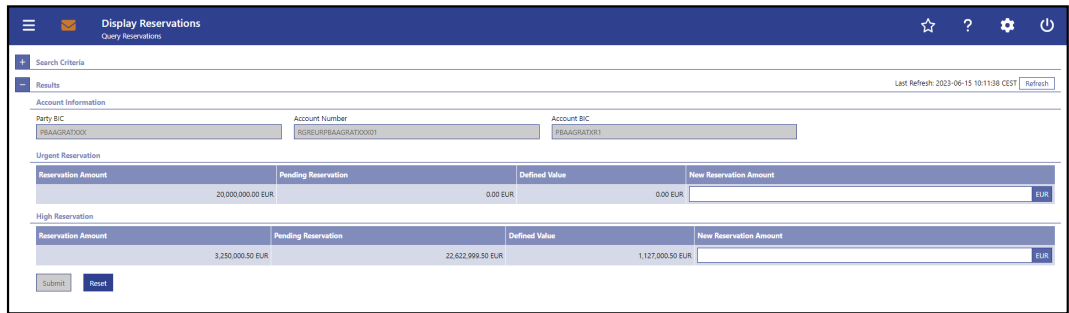 Display Reservations
Query Reservations
Search Criteria
Results
Last Refresh: 2023-06-15 10:11:38 CEST Refresh
Account Information
Party BIC Account Number Account BIC
PBAAGRATXXX RGREURPBAAGRATXXX01 PBAAGRATXR1
Urgent Reservation
Reservation Amount Pending Reservation Defined Value New Reservation Amount
20,000,000.00 EUR 0.00 EUR 0.00 EUR EUR
High Reservation
Reservation Amount Pending Reservation Defined Value New Reservation Amount
3,250,000.50 EUR 22,622,999.50 EUR 1,127,000.50 EUR EUR
Submit Reset